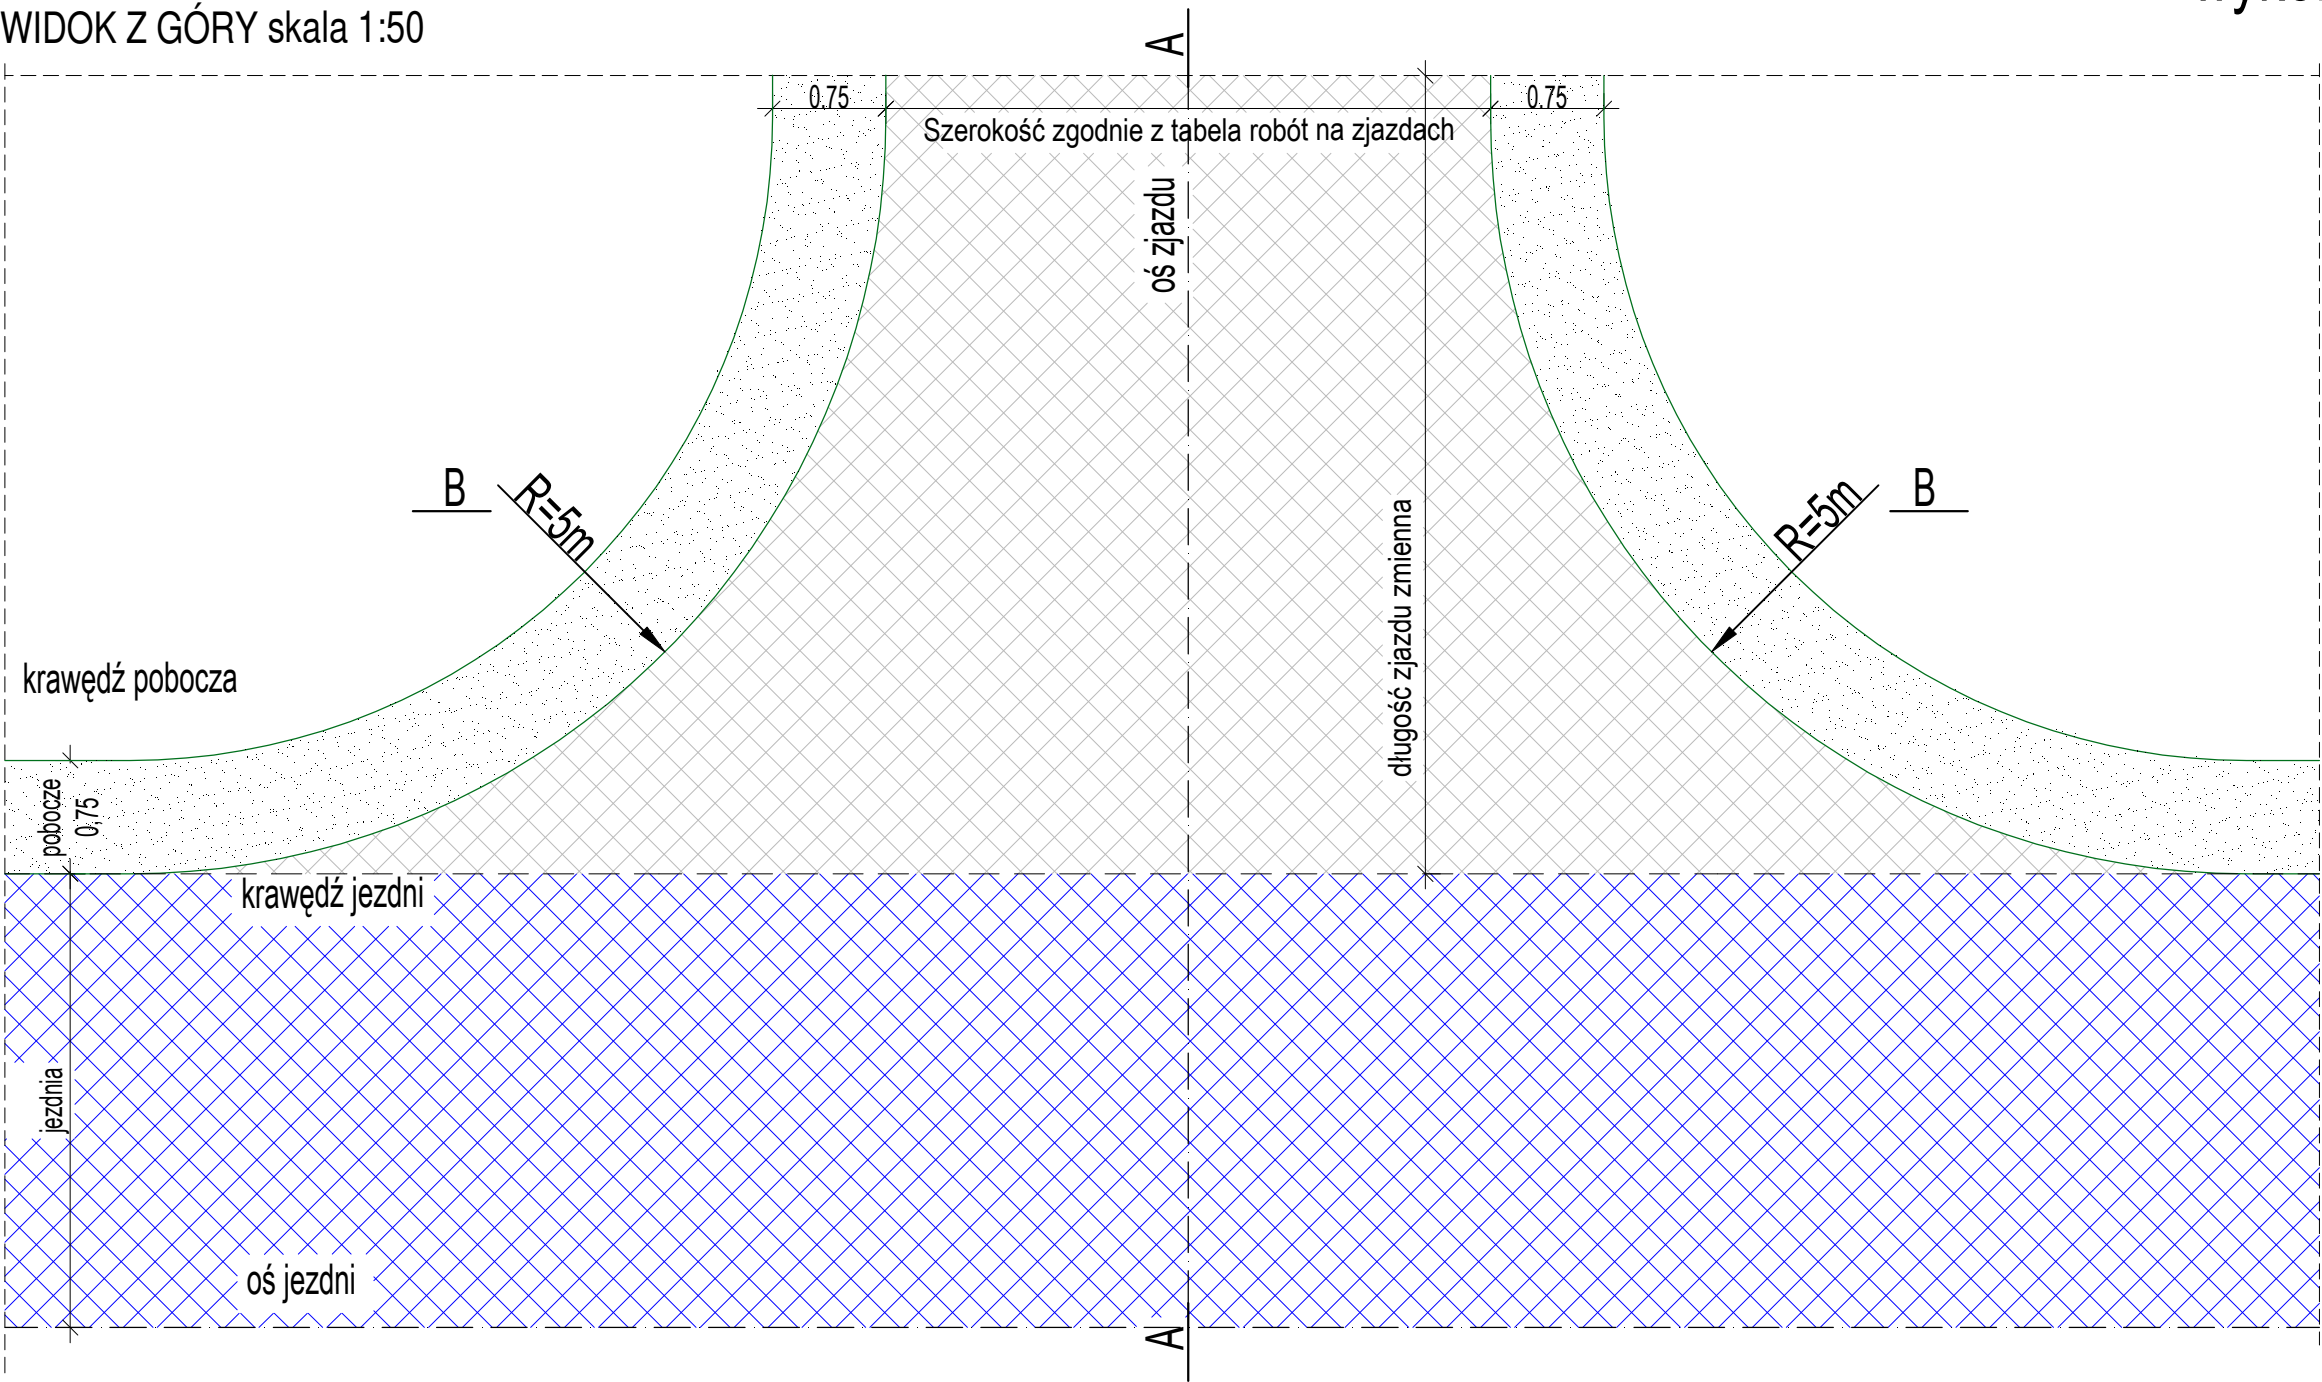 WIDOK Z GÓRY skala 1:50
A
0,75
0,75
Szerokość zgodnie z tabela robót na zjazdach
oś zjazdu
B
R=5m
R=5m
B
długość zjazdu zmienna
krawędź pobocza
pobocze
0,75
krawędź jezdni
jezdnia
oś jezdni
A